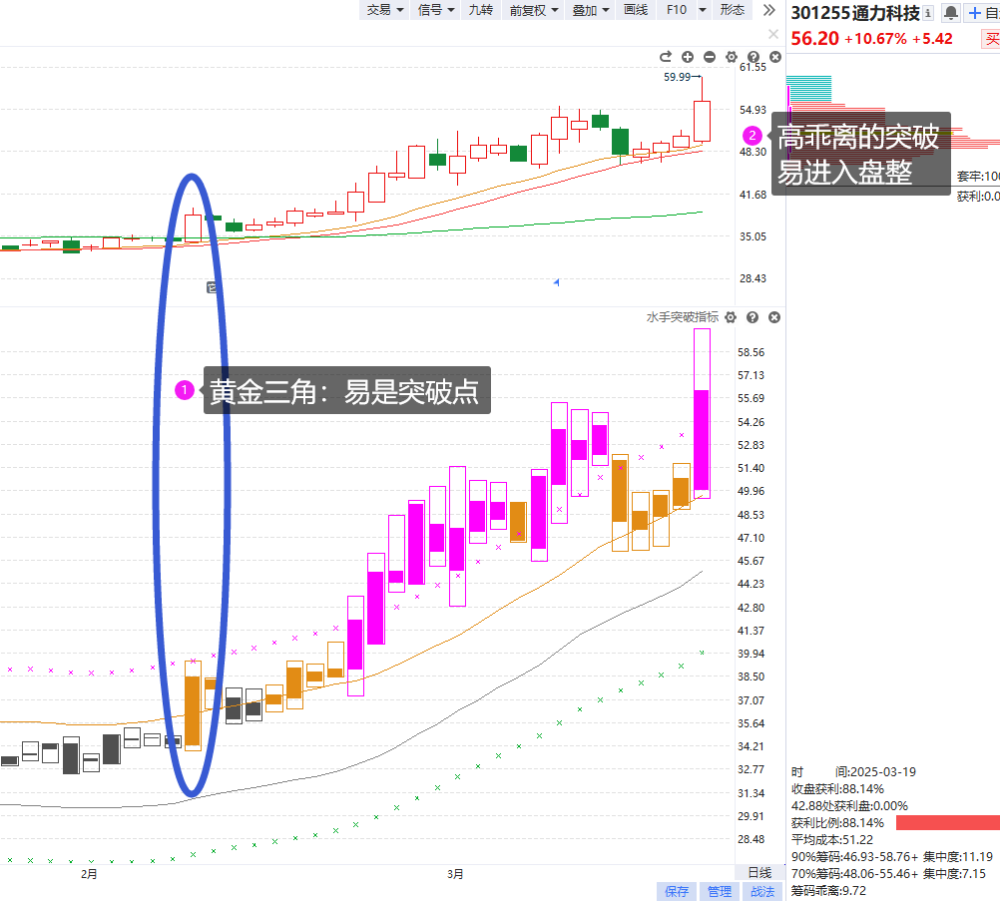 交易 信号 九转 前复权 叠加 画线 F10 形态
301255通力科技 自
56.20 +10.67% +5.42 买
61.55
59.99
54.93
48.30
41.68
35.05
28.43
2 高乖离的突破
易进入盘整
套牢:100
获利:0.0
水手突破指标
58.56
57.13
55.69
54.26
52.83
51.40
49.96
48.53
47.10
45.67
44.23
42.80
41.37
39.94
38.50
37.07
35.64
34.21
32.77
31.34
29.91
28.48
1 黄金三角：易是突破点
2月 3月 日线
保存 管理 战法
时 间:2025-03-19
收盘获利:88.14%
42.88处获利盘:0.00%
获利比例:88.14%
平均成本:51.22
90%筹码:46.93-58.76+ 集中度:11.19
70%筹码:48.06-55.46+ 集中度:7.15
筹码乖离:9.72